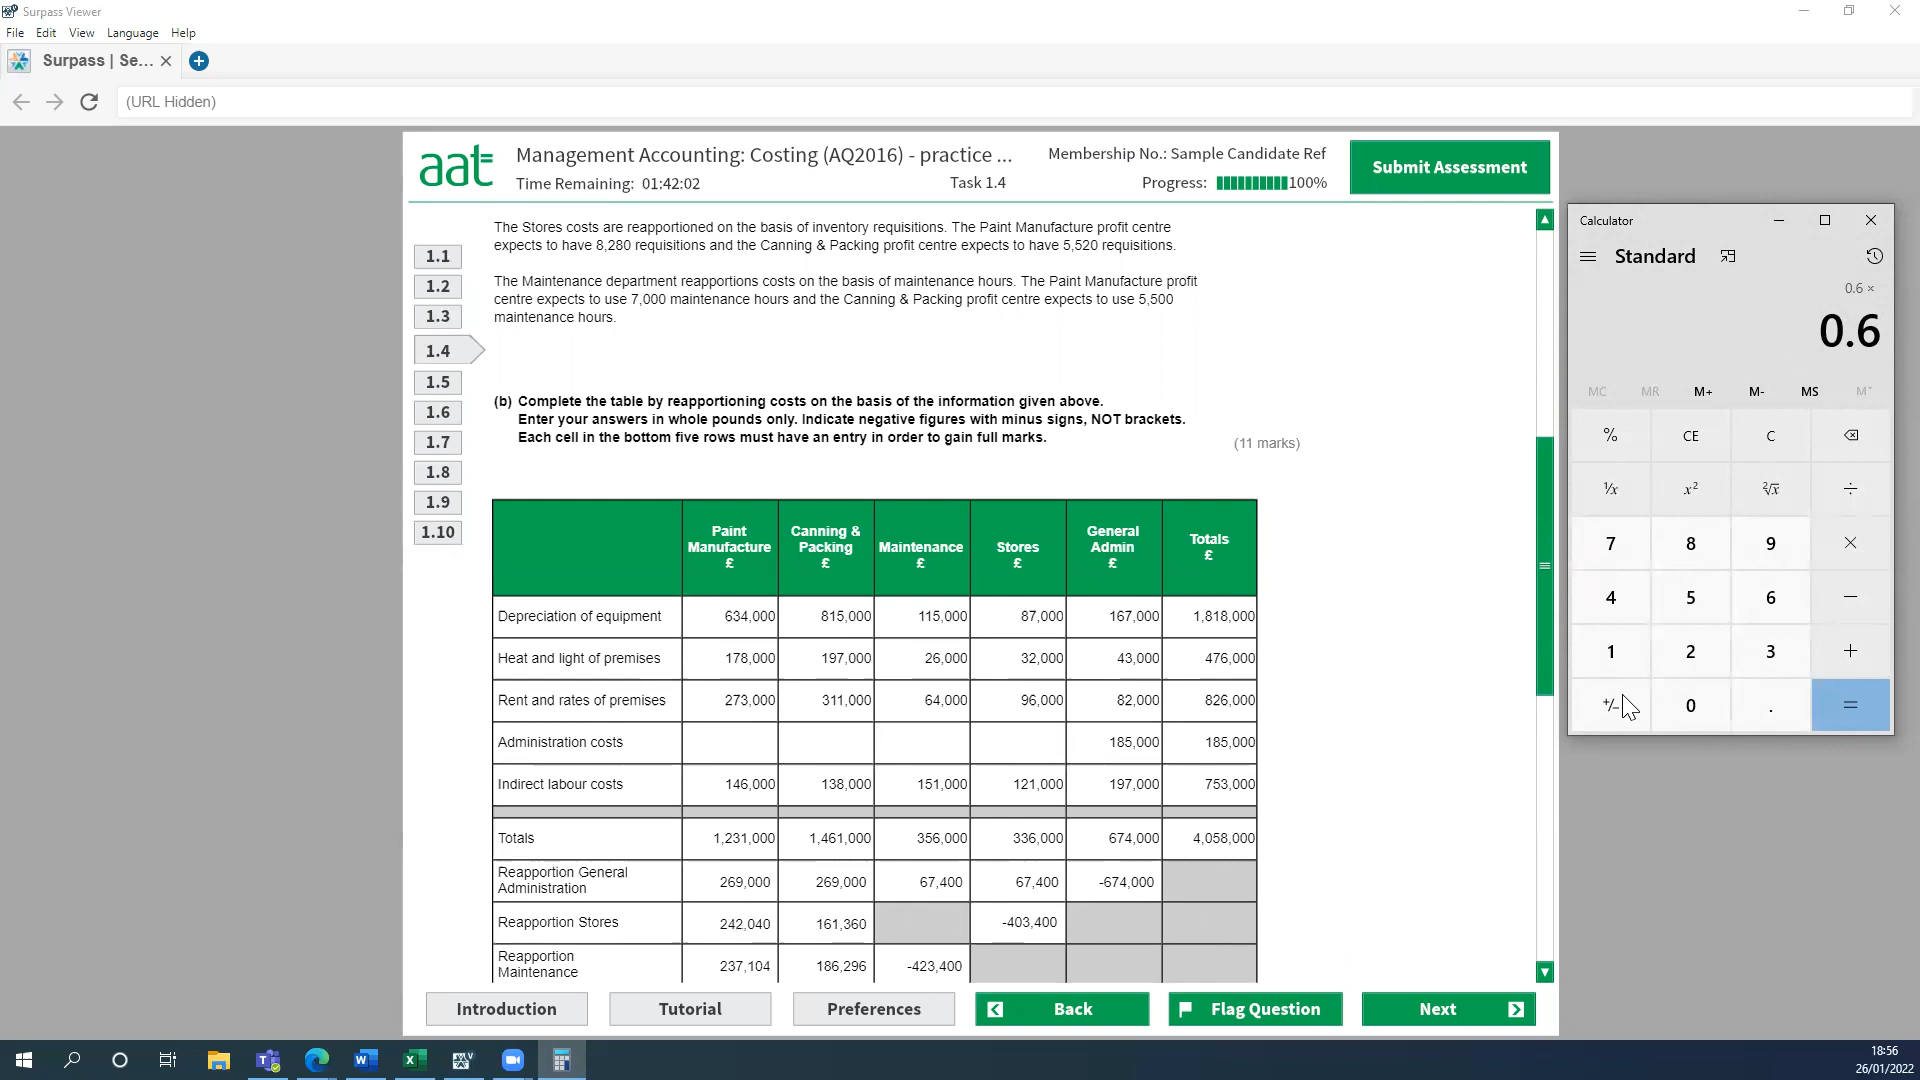 Surpass Viewer
File Edit View Language Help
Surpass | Se...
(URL Hidden)
aat
Management Accounting: Costing (AQ2016) - practice ...
Membership No.: Sample Candidate Ref
Submit Assessment
Time Remaining: 01:42:02
Task 1.4
Progress: 100%
The Stores costs are reapportioned on the basis of inventory requisitions. The Paint Manufacture profit centre
expects to have 8,280 requisitions and the Canning & Packing profit centre expects to have 5,520 requisitions.
The Maintenance department reapportions costs on the basis of maintenance hours. The Paint Manufacture profit
centre expects to use 7,000 maintenance hours and the Canning & Packing profit centre expects to use 5,500
maintenance hours.
1.1
1.2
1.3
1.4
1.5
1.6
1.7
1.8
1.9
1.10
(b) Complete the table by reapportioning costs on the basis of the information given above.
Enter your answers in whole pounds only. Indicate negative figures with minus signs, NOT brackets.
Each cell in the bottom five rows must have an entry in order to gain full marks.
(11 marks)
Paint Manufacture £ Canning & Packing £ Maintenance £ Stores £ General Admin £ Totals £
Depreciation of equipment 634,000 815,000 115,000 87,000 167,000 1,818,000
Heat and light of premises 178,000 197,000 26,000 32,000 43,000 476,000
Rent and rates of premises 273,000 311,000 64,000 96,000 82,000 826,000
Administration costs 185,000 185,000
Indirect labour costs 146,000 138,000 151,000 121,000 197,000 753,000
Totals 1,231,000 1,461,000 356,000 336,000 674,000 4,058,000
Reapportion General Administration 269,000 269,000 67,400 67,400 -674,000
Reapportion Stores 242,040 161,360 -403,400
Reapportion Maintenance 237,104 186,296 -423,400
Introduction Tutorial Preferences Back Flag Question Next
Calculator
Standard
0.6 ×
0.6
MC MR M+ M- MS M˅
% CE C
¹/x x² ²√x ÷
7 8 9 ×
4 5 6 −
1 2 3 +
+/- 0 . =
18:56
26/01/2022